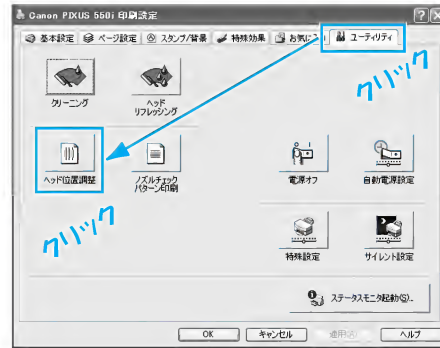 Canon PIXUS 550i 印刷設定
基本設定 ページ設定 スタンプ/背景 特殊効果 お気に入 ユーティリティ
クリック
クリーニング
ヘッド
リフレッシング
ヘッド位置調整
ノズルチェック
パターン印刷
電源オフ
自動電源設定
クリック
特殊設定
サイレント設定
ステータスモニタ起動(S)...
OK キャンセル 適用(A) ヘルプ